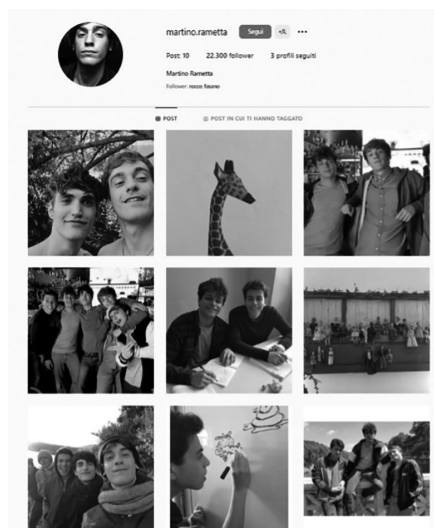 martino.rametta Segui
Post: 10 22.300 follower 3 profili seguiti
Martino Rametta
Follower: rocco.fasano
POST POST IN CUI TI HANNO TAGGATO